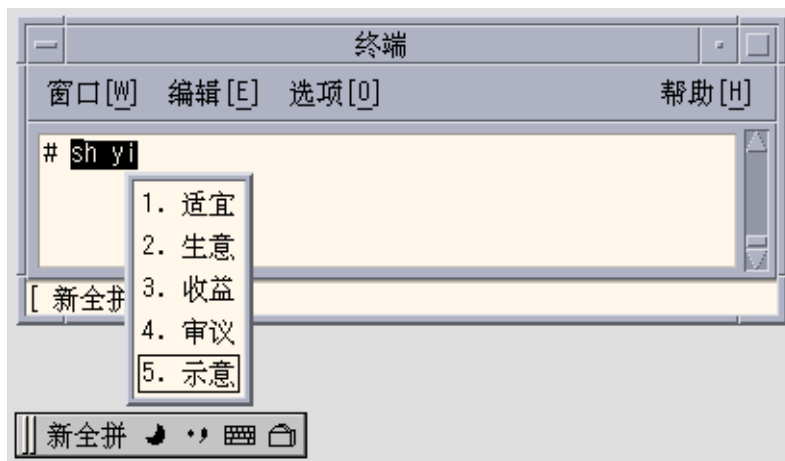 终端
窗口[W] 编辑[E] 选项[O] 帮助[H]
# sh yi
1. 适宜
2. 生意
3. 收益
4. 审议
5. 示意
[ 新全拼
新全拼